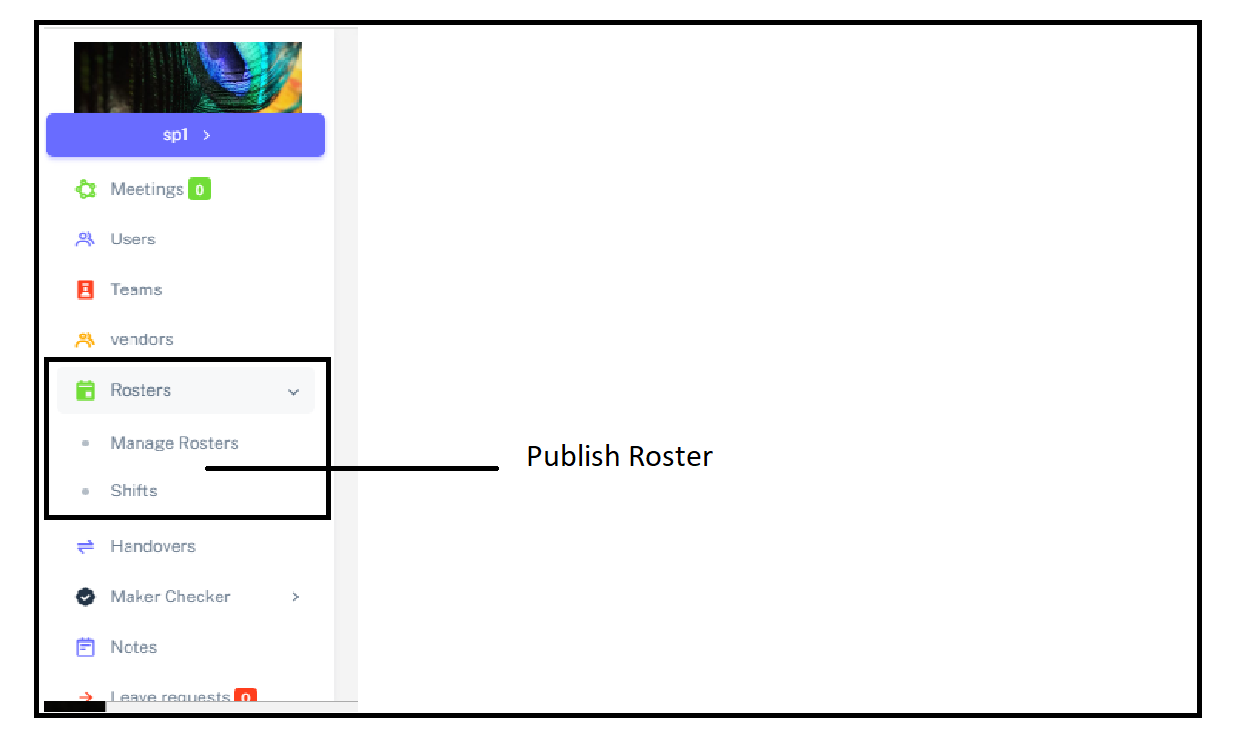 sp1 >
Meetings 0
Users
Teams
vendors
Rosters
Manage Rosters
Publish Roster
Shifts
Handovers
Maker Checker >
Notes
Leave requests 0